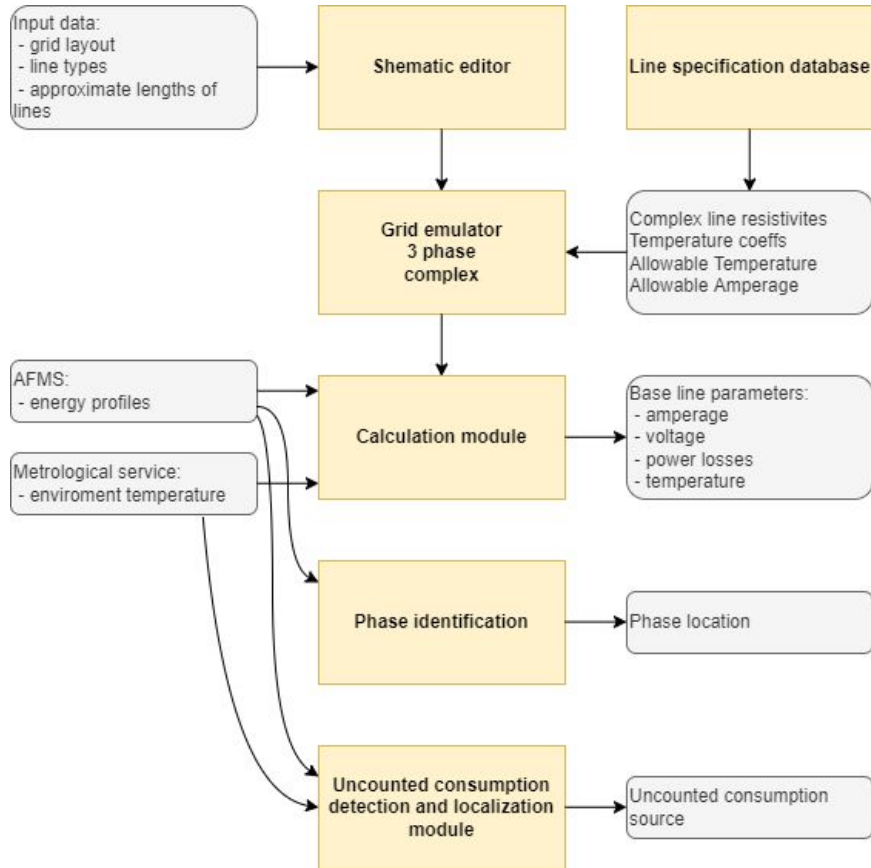 Input data:
- grid layout
- line types
- approximate lengths of
lines
Shematic editor
Line specification database
Grid emulator
3 phase
complex
Complex line resistivites
Temperature coeffs
Allowable Temperature
Allowable Amperage
AFMS:
- energy profiles
Metrological service:
- enviroment temperature
Calculation module
Base line parameters:
- amperage
- voltage
- power losses
- temperature
Phase identification
Phase location
Uncounted consumption
detection and localization
module
Uncounted consumption
source